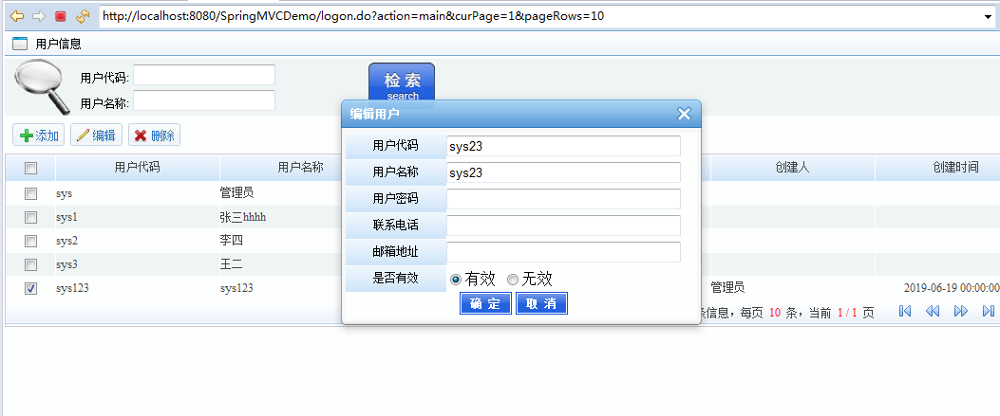 http://localhost:8080/SpringMVCDemo/logon.do?action=main&curPage=1&pageRows=10
用户信息
用户代码:
用户名称:
检 索
search
添加 编辑 删除
编辑用户
用户代码 sys23
用户名称 sys23
用户密码
联系电话
邮箱地址
是否有效 有效 无效
确 定 取 消
用户代码 用户名称 创建人 创建时间
sys 管理员
sys1 张三hhhh
sys2 李四
sys3 王二
sys123 sys123 管理员 2019-06-19 00:00:00
条信息，每页 10 条，当前 1 / 1 页